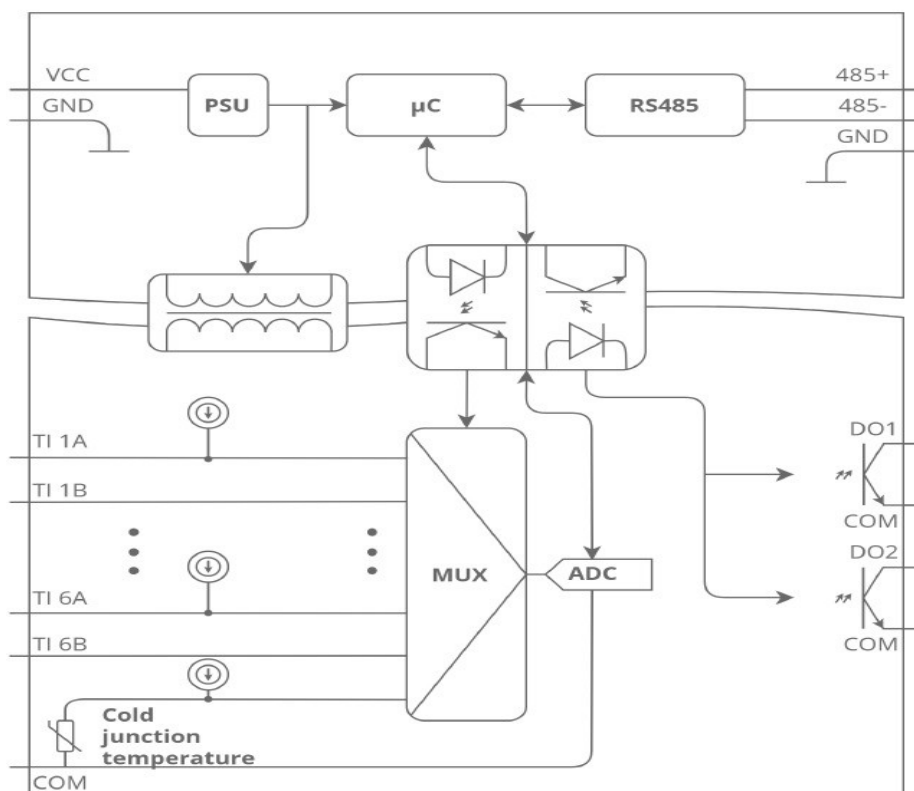 VCC
PSU
µC
RS485
485+
GND
485-
GND
TI 1A
DO1
TI 1B
COM
DO2
MUX
ADC
TI 6A
TI 6B
COM
Cold
junction
temperature
COM